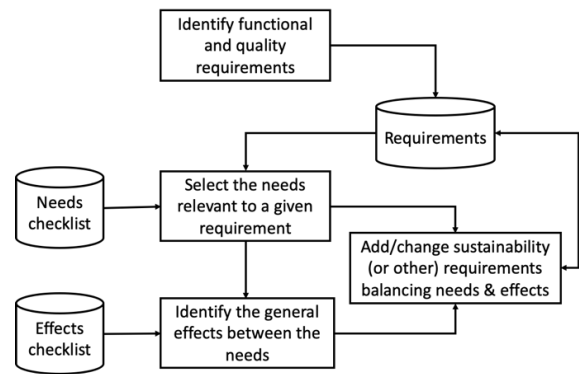 Identify functional
and quality
requirements
Requirements
Needs
checklist
Select the needs
relevant to a given
requirement
Add/change sustainability
(or other) requirements
balancing needs & effects
Effects
checklist
Identify the general
effects between the
needs